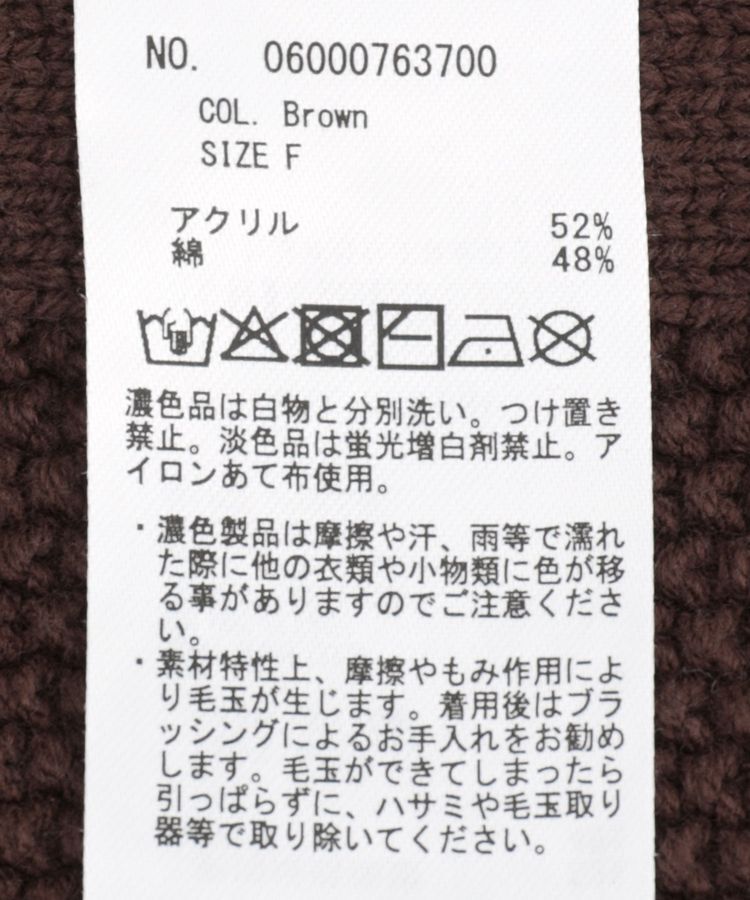 NO. 06000763700
COL. Brown
SIZE F
アクリル 52%
綿 48%
濃色品は白物と分別洗い。つけ置き
禁止。淡色品は蛍光増白剤禁止。ア
イロンあて布使用。
・濃色製品は摩擦や汗、雨等で濡れ
た際に他の衣類や小物類に色が移
る事がありますのでご注意くださ
い。
・素材特性上、摩擦やもみ作用によ
り毛玉が生じます。着用後はブラ
ッシングによるお手入れをお勧め
します。毛玉ができてしまったら
引っぱらずに、ハサミや毛玉取り
器等で取り除いてください。